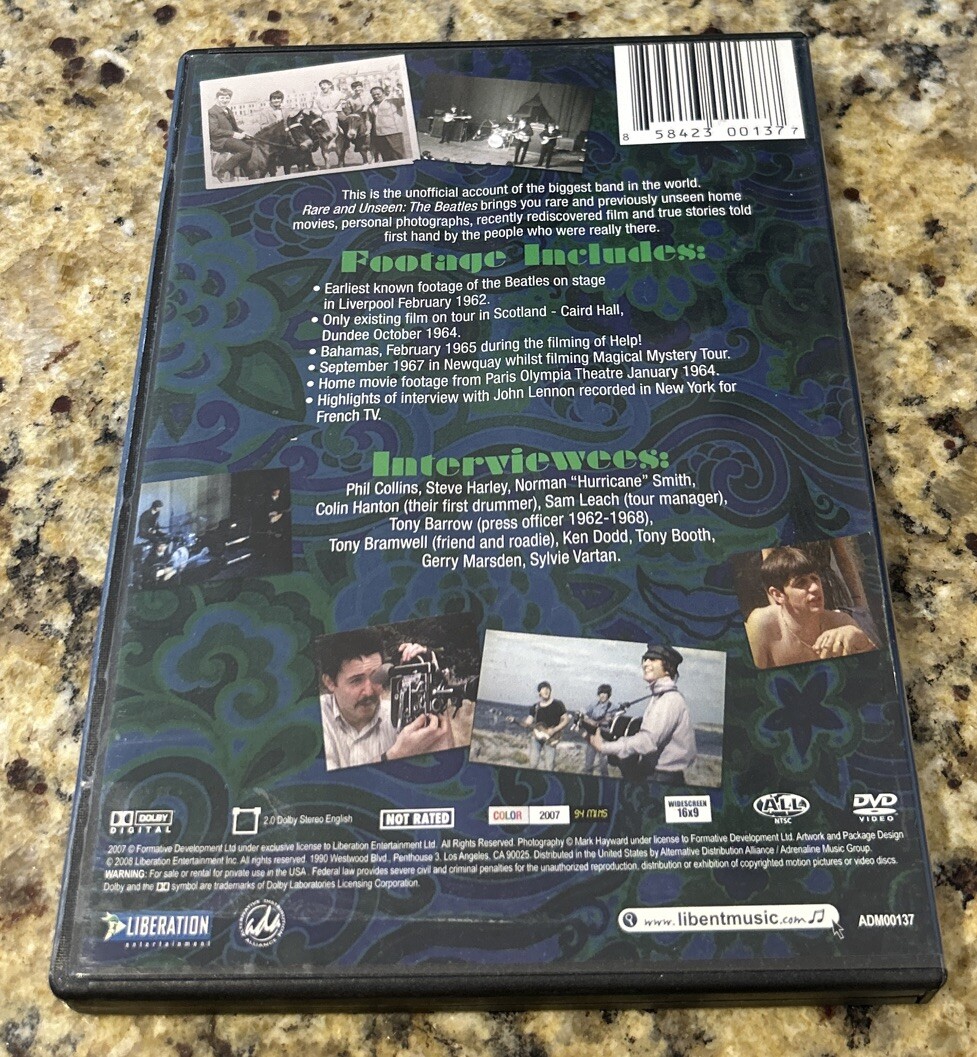 8 58423 00137 7
This is the unofficial account of the biggest band in the world.
Rare and Unseen: The Beatles brings you rare and previously unseen home
movies, personal photographs, recently rediscovered film and true stories told
first hand by the people who were really there.
Footage Includes:
• Earliest known footage of the Beatles on stage
in Liverpool February 1962.
• Only existing film on tour in Scotland - Caird Hall,
Dundee October 1964.
• Bahamas, February 1965 during the filming of Help!
• September 1967 in Newquay whilst filming Magical Mystery Tour.
• Home movie footage from Paris Olympia Theatre January 1964.
• Highlights of interview with John Lennon recorded in New York for
French TV.
Interviewees:
Phil Collins, Steve Harley, Norman "Hurricane" Smith,
Colin Hanton (their first drummer), Sam Leach (tour manager),
Tony Barrow (press officer 1962-1968),
Tony Bramwell (friend and roadie), Ken Dodd, Tony Booth,
Gerry Marsden, Sylvie Vartan.
DOLBY
DIGITAL
2.0 Dolby Stereo English
NOT RATED
COLOR 2007 94 MINS
WIDESCREEN
16x9
ALL
NTSC
DVD
VIDEO
2007 © Formative Development Ltd under exclusive license to Liberation Entertainment Ltd. All Rights Reserved. Photography © Mark Hayward under license to Formative Development Ltd. Artwork and Package Design
© 2008 Liberation Entertainment Inc. All rights reserved. 1990 Westwood Blvd., Penthouse 3, Los Angeles, CA 90025. Distributed in the United States by Alternative Distribution Alliance / Adrenaline Music Group.
WARNING: For sale or rental for private use in the USA. Federal law provides severe civil and criminal penalties for the unauthorized reproduction, distribution or exhibition of copyrighted motion pictures or video discs.
Dolby and the symbol are trademarks of Dolby Laboratories Licensing Corporation.
LIBERATION
entertainment
ada
ALTERNATIVE DISTRIBUTION ALLIANCE
www.libentmusic.com
ADM00137